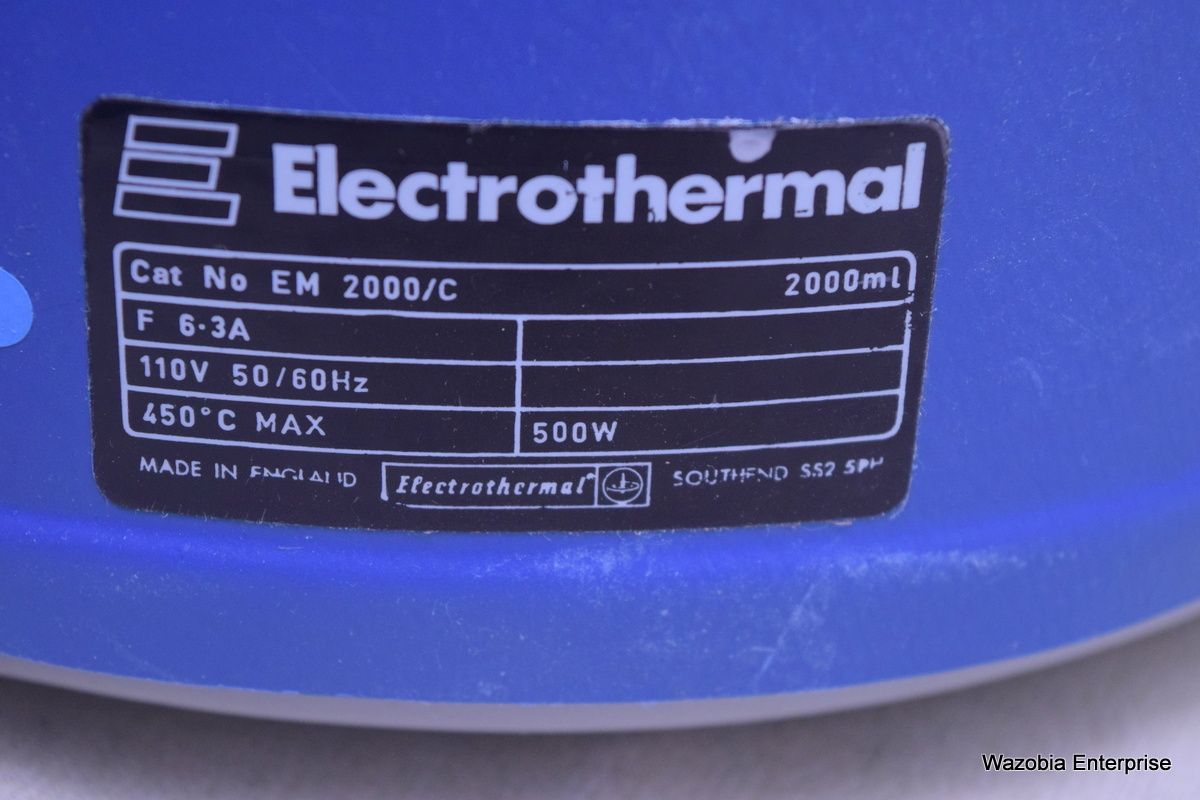 Electrothermal
Cat No EM 2000/C 2000ml
F 6·3A
110V 50/60Hz
450°C MAX 500W
MADE IN ENGLAND Electrothermal SOUTHEND SS2 5PH
Wazobia Enterprise